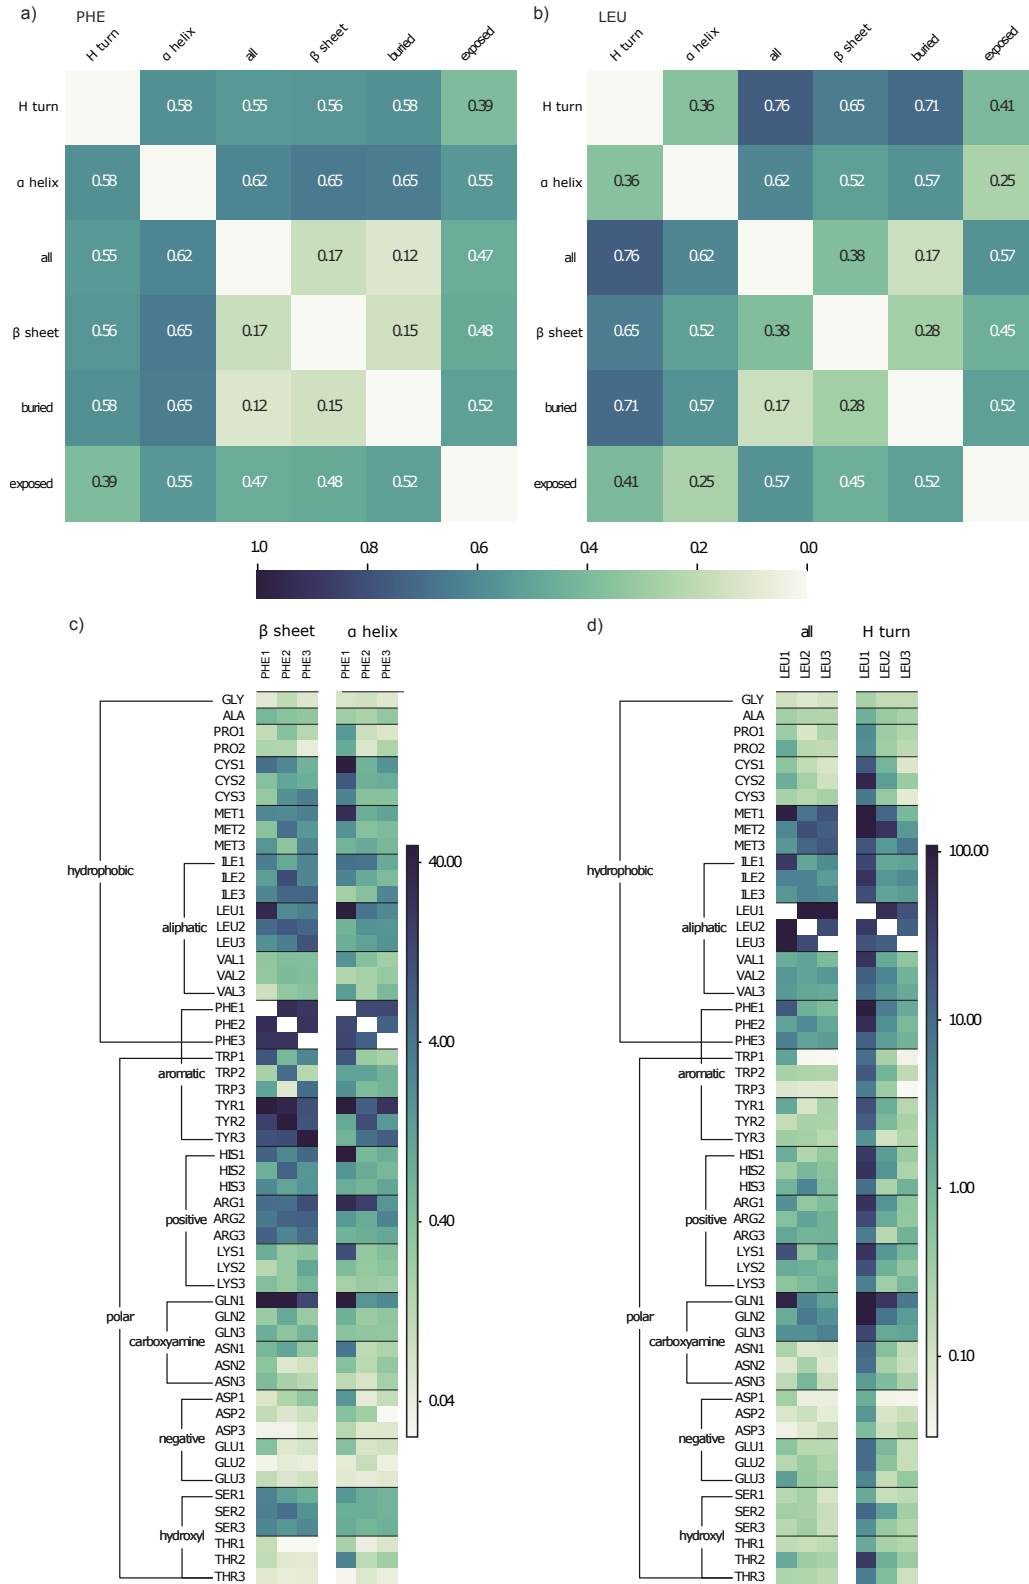 a) PHE
H turn α helix all β sheet buried exposed
H turn 0.58 0.55 0.56 0.58 0.39
α helix 0.58 0.62 0.65 0.65 0.55
all 0.55 0.62 0.17 0.12 0.47
β sheet 0.56 0.65 0.17 0.15 0.48
buried 0.58 0.65 0.12 0.15 0.52
exposed 0.39 0.55 0.47 0.48 0.52
b) LEU
H turn α helix all β sheet buried exposed
H turn 0.36 0.76 0.65 0.71 0.41
α helix 0.36 0.62 0.52 0.57 0.25
all 0.76 0.62 0.38 0.17 0.57
β sheet 0.65 0.52 0.38 0.28 0.45
buried 0.71 0.57 0.17 0.28 0.52
exposed 0.41 0.25 0.57 0.45 0.52
1.0 0.8 0.6 0.4 0.2 0.0
c)
β sheet α helix
PHE1 PHE2 PHE3 PHE1 PHE2 PHE3
GLY
ALA
PRO1
PRO2
CYS1
CYS2
CYS3
MET1
MET2
MET3
ILE1
ILE2
ILE3
LEU1
LEU2
LEU3
VAL1
VAL2
VAL3
PHE1
PHE2
PHE3
TRP1
TRP2
TRP3
TYR1
TYR2
TYR3
HIS1
HIS2
HIS3
ARG1
ARG2
ARG3
LYS1
LYS2
LYS3
GLN1
GLN2
GLN3
ASN1
ASN2
ASN3
ASP1
ASP2
ASP3
GLU1
GLU2
GLU3
SER1
SER2
SER3
THR1
THR2
THR3
hydrophobic
aliphatic
aromatic
positive
polar
carboxyamine
negative
hydroxyl
40.00
4.00
0.40
0.04
d)
all H turn
LEU1 LEU2 LEU3 LEU1 LEU2 LEU3
GLY
ALA
PRO1
PRO2
CYS1
CYS2
CYS3
MET1
MET2
MET3
ILE1
ILE2
ILE3
LEU1
LEU2
LEU3
VAL1
VAL2
VAL3
PHE1
PHE2
PHE3
TRP1
TRP2
TRP3
TYR1
TYR2
TYR3
HIS1
HIS2
HIS3
ARG1
ARG2
ARG3
LYS1
LYS2
LYS3
GLN1
GLN2
GLN3
ASN1
ASN2
ASN3
ASP1
ASP2
ASP3
GLU1
GLU2
GLU3
SER1
SER2
SER3
THR1
THR2
THR3
hydrophobic
aliphatic
aromatic
positive
polar
carboxyamine
negative
hydroxyl
100.00
10.00
1.00
0.10